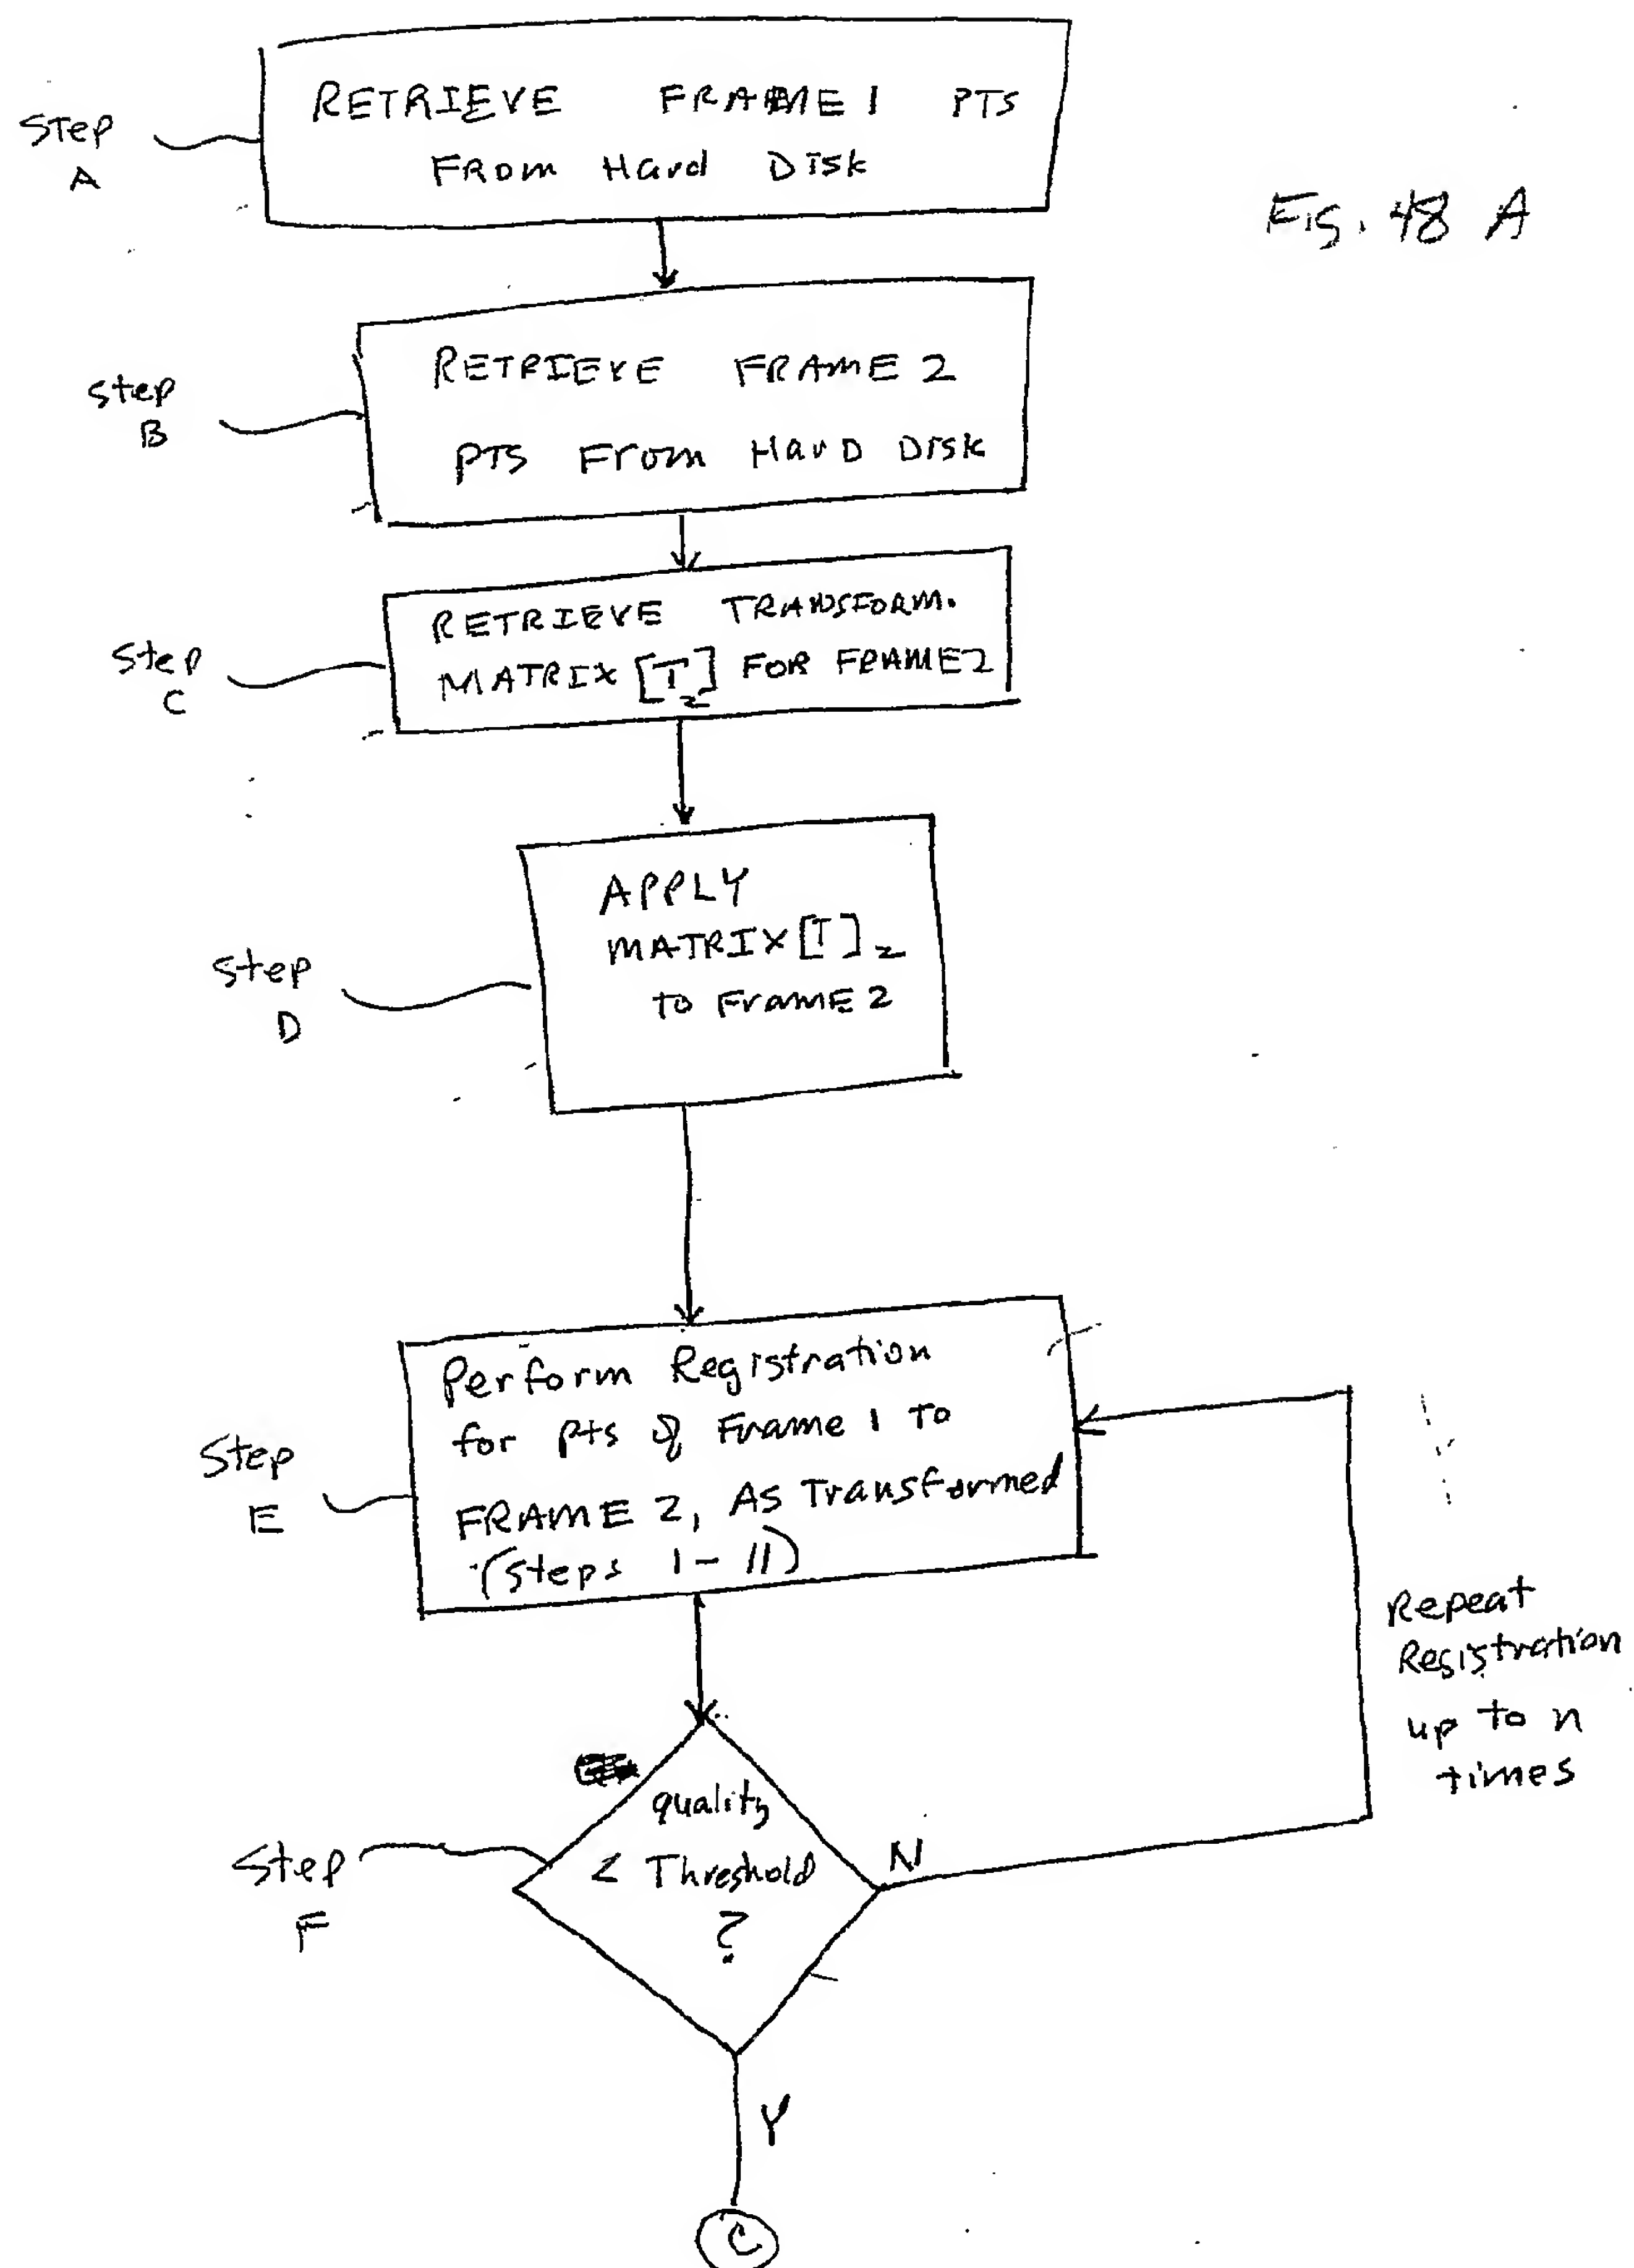 RETRIEVE FRAME 1 PTS
FROM Hard DISK
STEP
A
Fig. 48 A
RETRIEVE FRAME 2
PTS From HarD DISK
step
B
RETRIEVE TRANSFORM.
MATRIX [T2] FOR FRAME2
Step
C
APPLY
MATRIX [T]2
to FramE 2
Step
D
Perform Registration
for pts of Frame 1 To
FRAME 2, AS Transformed
(steps 1-11)
Step
E
Repeat
Registration
up to n
times
quality
< Threshold
?
Step
F
N
Y
C